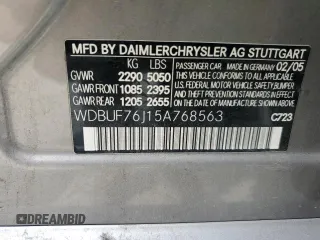 MFD BY DAIMLERCHRYSLER AG STUTTGART
PASSENGER CAR MANUFACTURED IN 02/05
KG LBS
GVWR 2290 5050
GAWR FRONT 1085 2395
GAWR REAR 1205 2655
THIS VEHICLE CONFORMS TO ALL
APPLICABLE U.S. FEDERAL MOTOR
VEHICLE SAFETY, BUMPER AND
THEFT PREVENTION STANDARDS IN
EFFECT ON THE DATE OF
MANUFACTURE SHOWN ABOVE
WDBUF76J15A768563
C723
DREAMBID